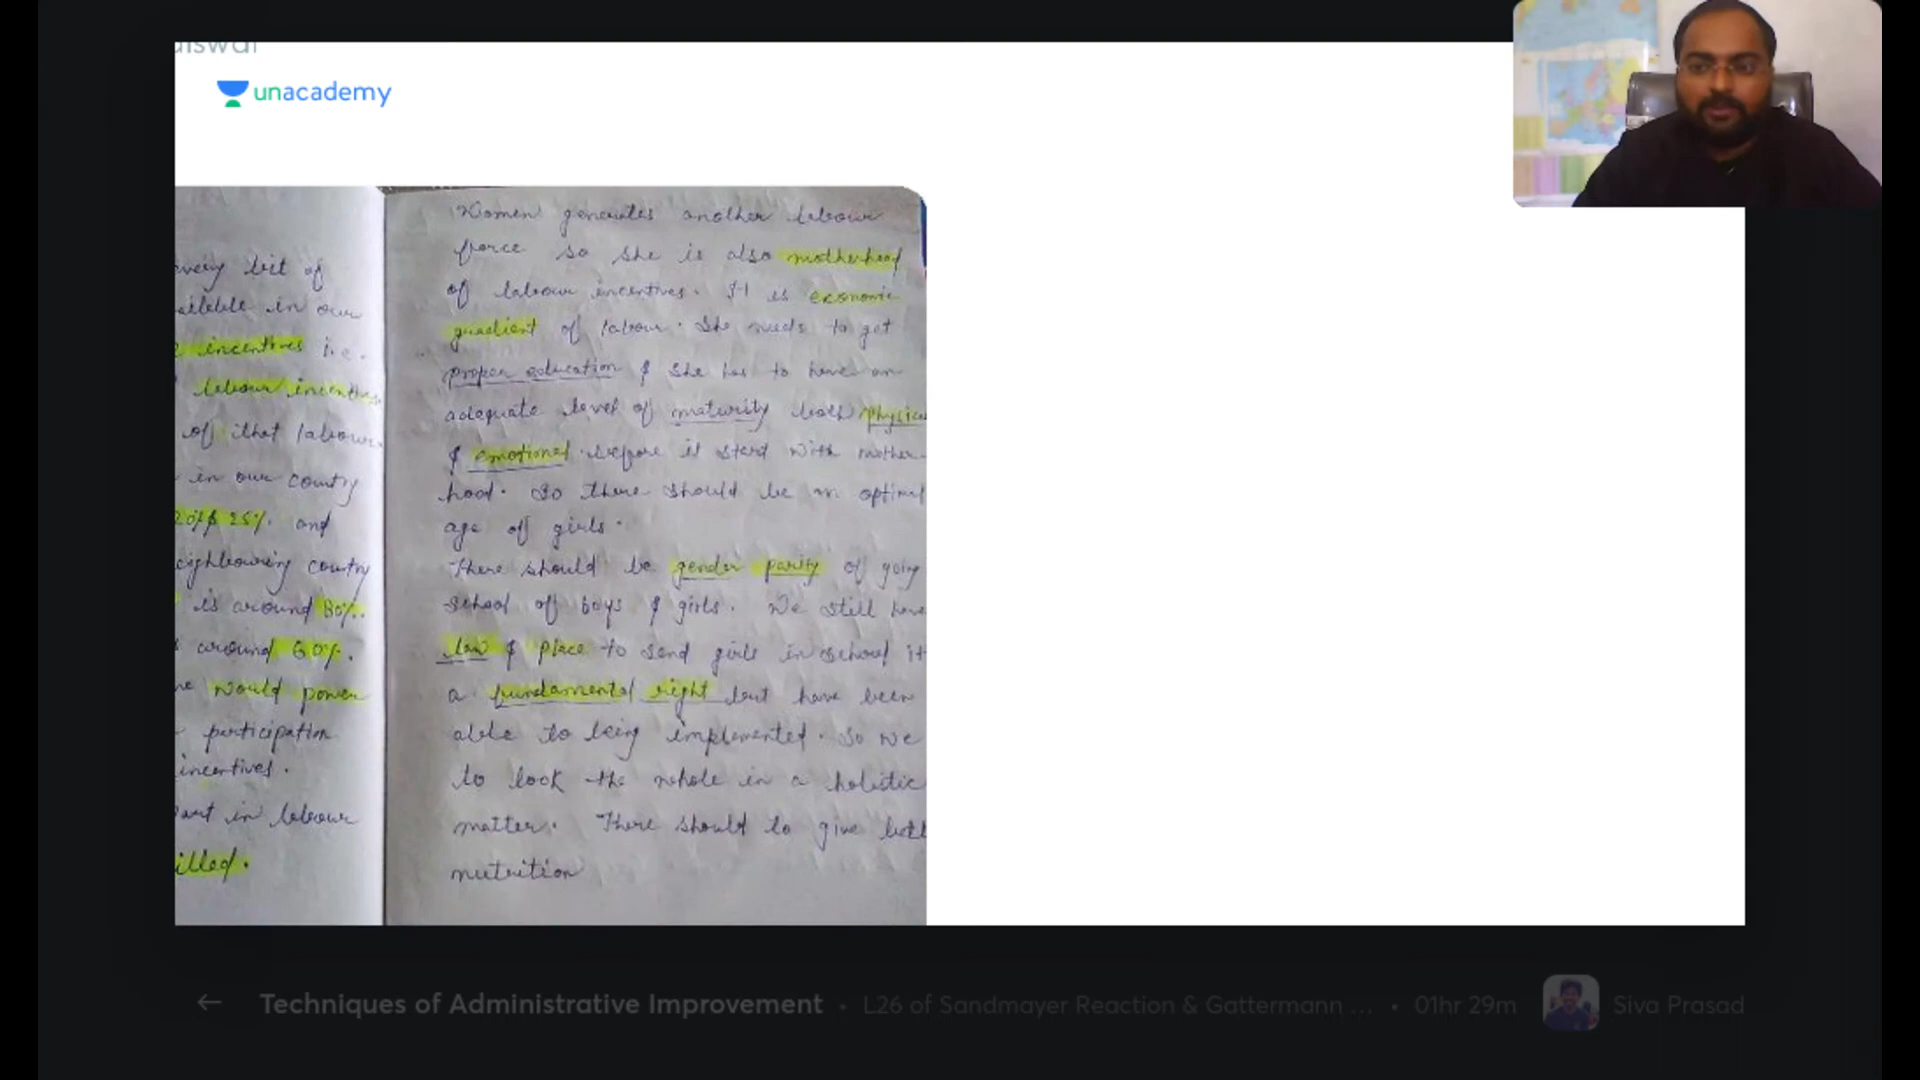 unacademy
every bit of
available in our
incentives i.e.
labour incentives
of that labour.
in our country
20% & 25%. and
neighbouring country
is around 80%.
around 60%.
would power
participation
incentives.
part in labour
Women generates another labour
force so she is also motherhood
of labour incentives. It is economic
guadient of labour. She needs to get
proper education & she has to have an
adequate level of maturity both physical
& emotional before it start with mother-
hood. So there should be an optimal
age of girls.
There should be gender parity of going
school of boys & girls. We still have
law & place to send girls in school it
a fundamental right but have been
able to being implemented. So we
to look the whole in a holistic
matter. There should to give both
nutrition
Techniques of Administrative Improvement • L26 of Sandmayer Reaction & Gattermann ... • 01hr 29m Siva Prasad